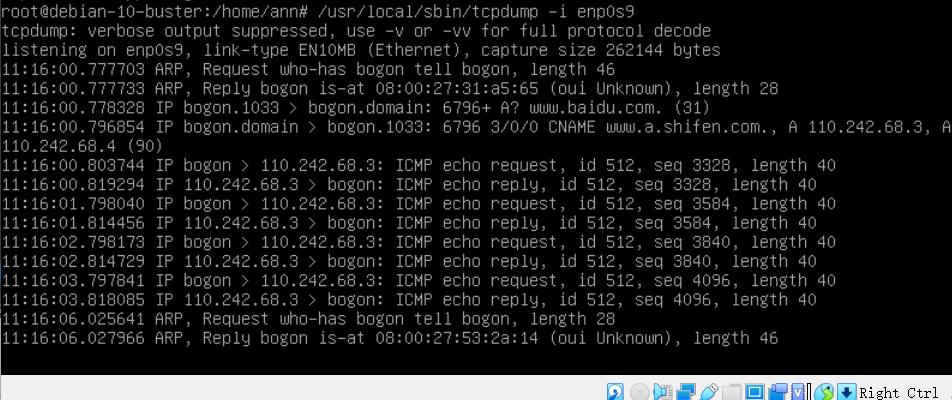 root@debian-10-buster:/home/ann# /usr/local/sbin/tcpdump -i enp0s9
tcpdump: verbose output suppressed, use -v or -vv for full protocol decode
listening on enp0s9, link-type EN10MB (Ethernet), capture size 262144 bytes
11:16:00.777703 ARP, Request who-has bogon tell bogon, length 46
11:16:00.777733 ARP, Reply bogon is-at 08:00:27:31:a5:65 (oui Unknown), length 28
11:16:00.778328 IP bogon.1033 > bogon.domain: 6796+ A? www.baidu.com. (31)
11:16:00.796854 IP bogon.domain > bogon.1033: 6796 3/0/0 CNAME www.a.shifen.com., A 110.242.68.3, A
110.242.68.4 (90)
11:16:00.803744 IP bogon > 110.242.68.3: ICMP echo request, id 512, seq 3328, length 40
11:16:00.819294 IP 110.242.68.3 > bogon: ICMP echo reply, id 512, seq 3328, length 40
11:16:01.798040 IP bogon > 110.242.68.3: ICMP echo request, id 512, seq 3584, length 40
11:16:01.814456 IP 110.242.68.3 > bogon: ICMP echo reply, id 512, seq 3584, length 40
11:16:02.798173 IP bogon > 110.242.68.3: ICMP echo request, id 512, seq 3840, length 40
11:16:02.814729 IP 110.242.68.3 > bogon: ICMP echo reply, id 512, seq 3840, length 40
11:16:03.797841 IP bogon > 110.242.68.3: ICMP echo request, id 512, seq 4096, length 40
11:16:03.818085 IP 110.242.68.3 > bogon: ICMP echo reply, id 512, seq 4096, length 40
11:16:06.025641 ARP, Request who-has bogon tell bogon, length 28
11:16:06.027966 ARP, Reply bogon is-at 08:00:27:53:2a:14 (oui Unknown), length 46
Right Ctrl